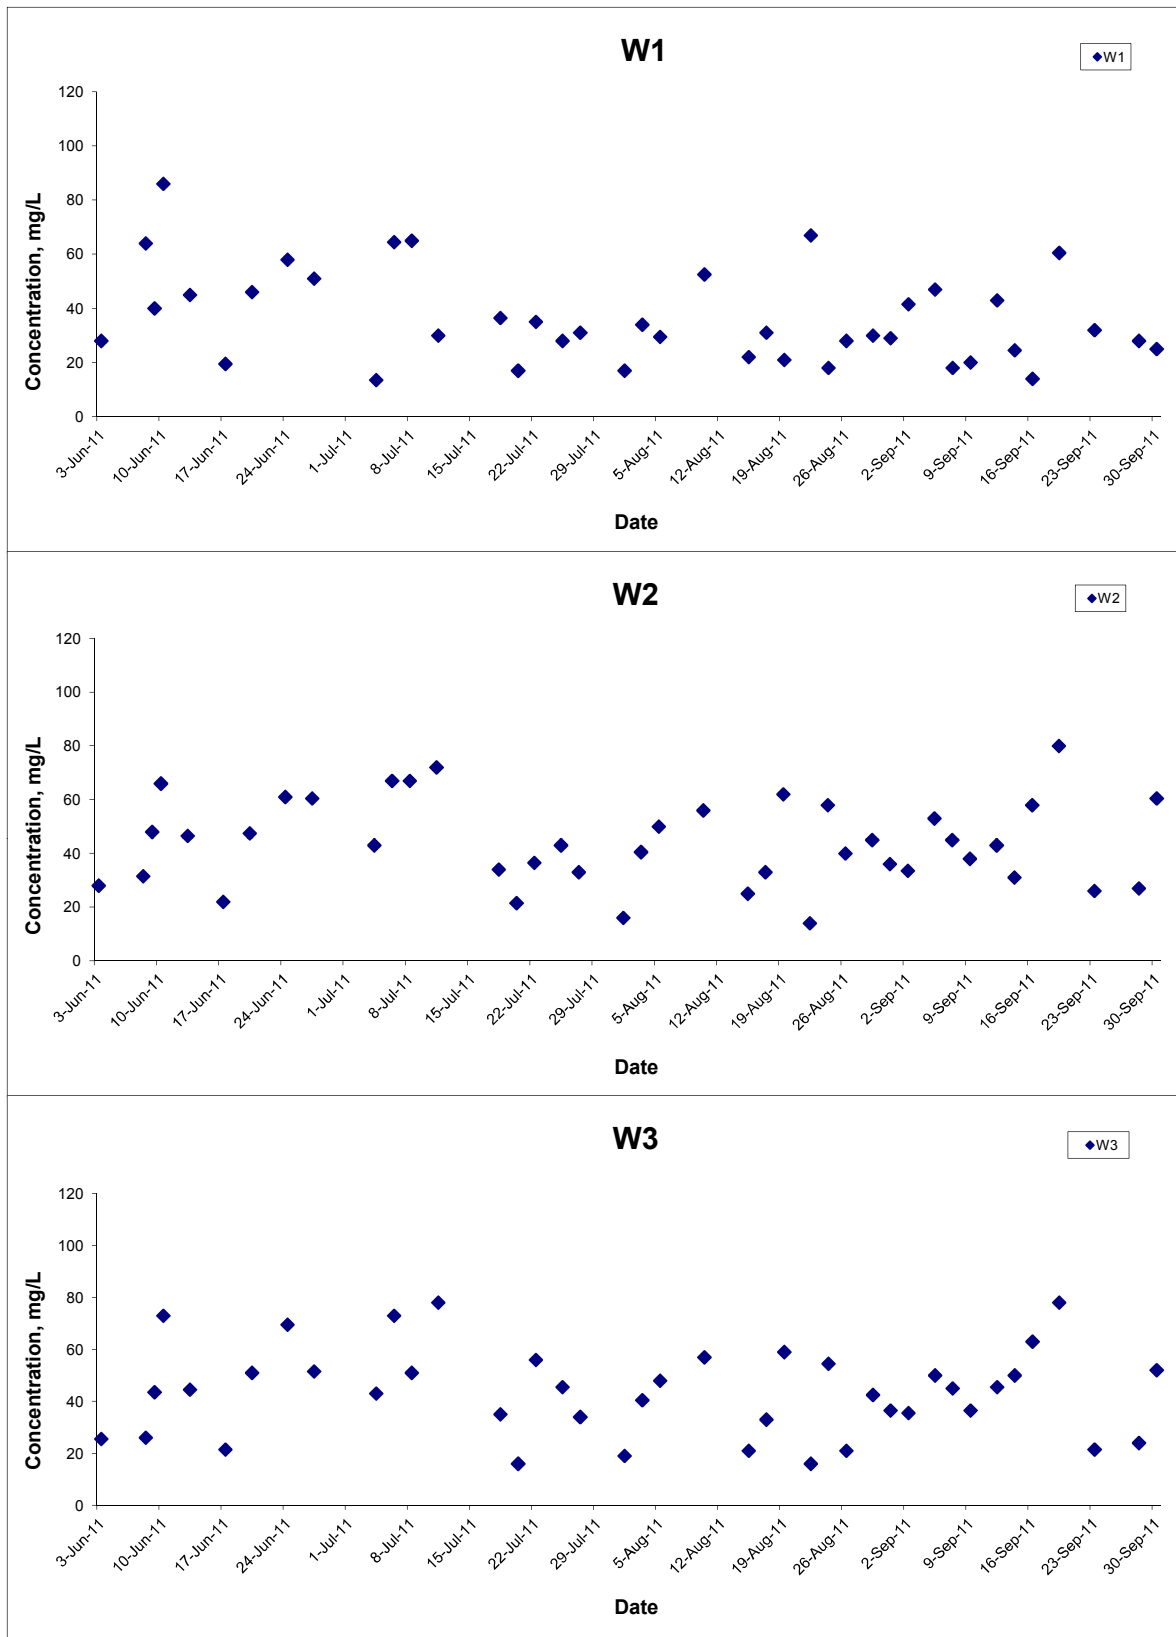 W1
W1
120
100
80
60
40
20
0
Concentration, mg/L
3-Jun-11 10-Jun-11 17-Jun-11 24-Jun-11 1-Jul-11 8-Jul-11 15-Jul-11 22-Jul-11 29-Jul-11 5-Aug-11 12-Aug-11 19-Aug-11 26-Aug-11 2-Sep-11 9-Sep-11 16-Sep-11 23-Sep-11 30-Sep-11
Date
W2
W2
120
100
80
60
40
20
0
Concentration, mg/L
3-Jun-11 10-Jun-11 17-Jun-11 24-Jun-11 1-Jul-11 8-Jul-11 15-Jul-11 22-Jul-11 29-Jul-11 5-Aug-11 12-Aug-11 19-Aug-11 26-Aug-11 2-Sep-11 9-Sep-11 16-Sep-11 23-Sep-11 30-Sep-11
Date
W3
W3
120
100
80
60
40
20
0
Concentration, mg/L
3-Jun-11 10-Jun-11 17-Jun-11 24-Jun-11 1-Jul-11 8-Jul-11 15-Jul-11 22-Jul-11 29-Jul-11 5-Aug-11 12-Aug-11 19-Aug-11 26-Aug-11 2-Sep-11 9-Sep-11 16-Sep-11 23-Sep-11 30-Sep-11
Date